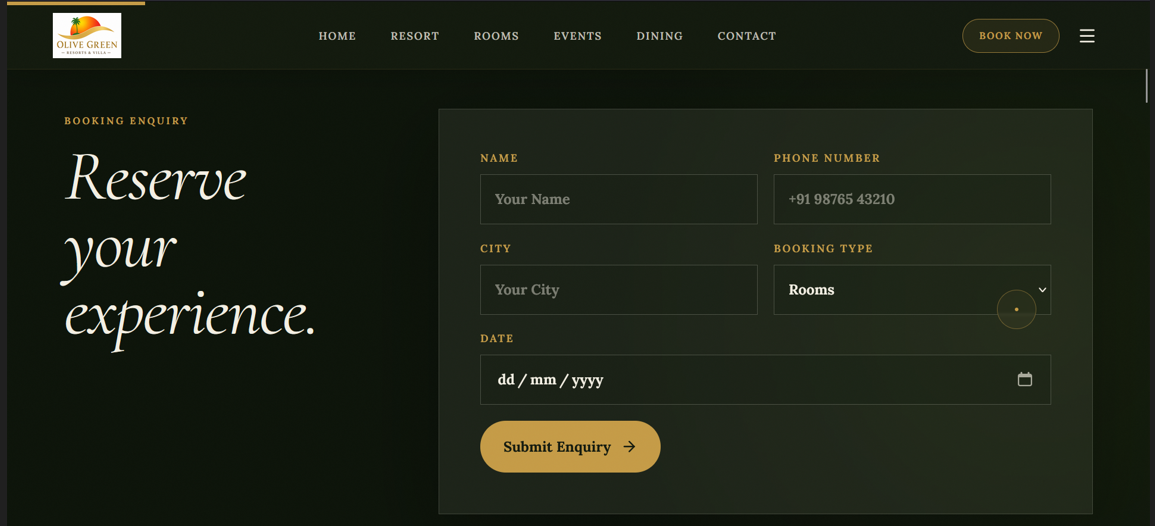 OLIVE GREEN
RESORTS & VILLA
HOME
RESORT
ROOMS
EVENTS
DINING
CONTACT
BOOK NOW
BOOKING ENQUIRY
Reserve
your
experience.
NAME
Your Name
PHONE NUMBER
+91 98765 43210
CITY
Your City
BOOKING TYPE
Rooms
DATE
dd / mm / yyyy
Submit Enquiry →